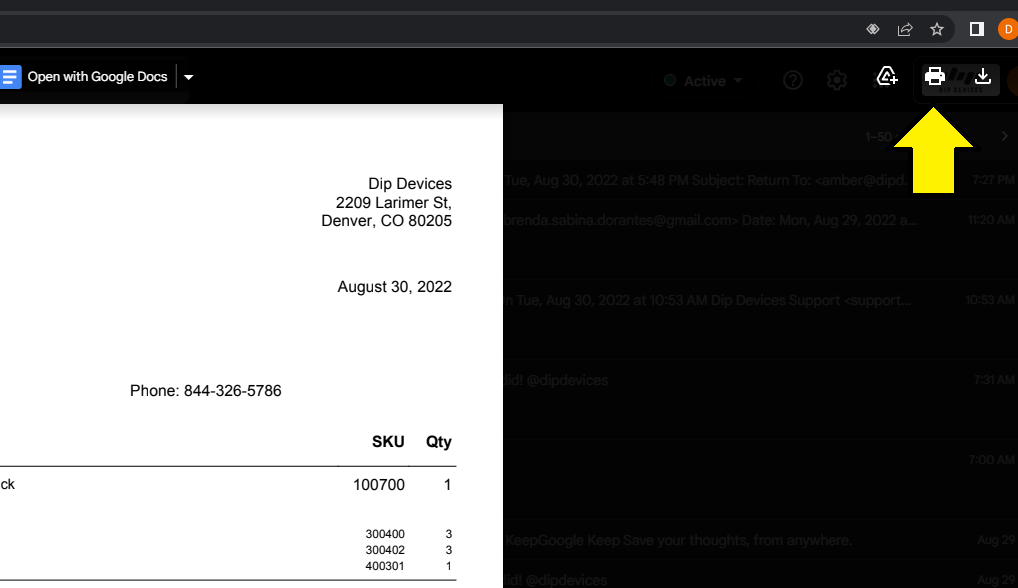 D
Open with Google Docs
Active
DIP DEVICES
1–50
Tue, Aug 30, 2022 at 5:48 PM Subject: Return To: <amber@dipd. 7:27 PM
Dip Devices
2209 Larimer St,
Denver, CO 80205
brenda.sabina.dorantes@gmail.com> Date: Mon, Aug 29, 2022 a... 11:20 AM
August 30, 2022
n Tue, Aug 30, 2022 at 10:53 AM Dip Devices Support <support... 10:53 AM
did! @dipdevices 7:31 AM
Phone: 844-326-5786
SKU Qty
7:00 AM
ck 100700 1
300400 3
KeepGoogle Keep Save your thoughts, from anywhere. Aug 29
300402 3
400301 1
did! @dipdevices Aug 29